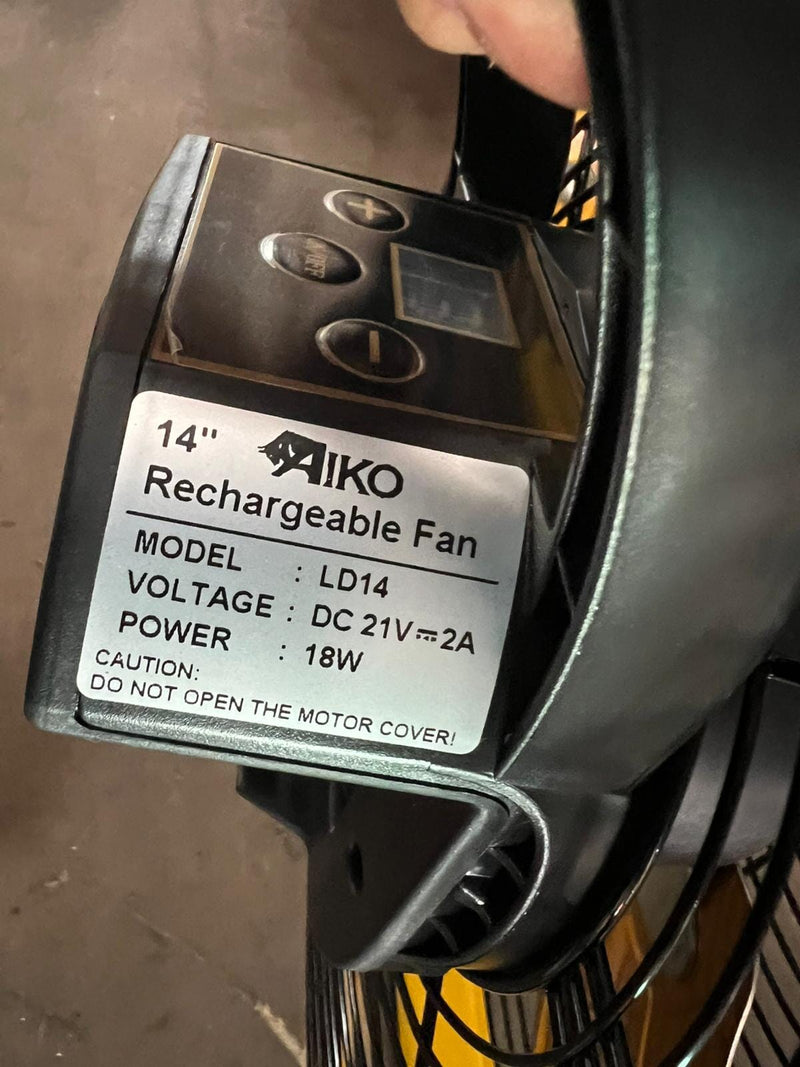 +
−
14" AIKO
Rechargeable Fan
MODEL : LD14
VOLTAGE : DC 21V⎓2A
POWER : 18W
CAUTION:
DO NOT OPEN THE MOTOR COVER!